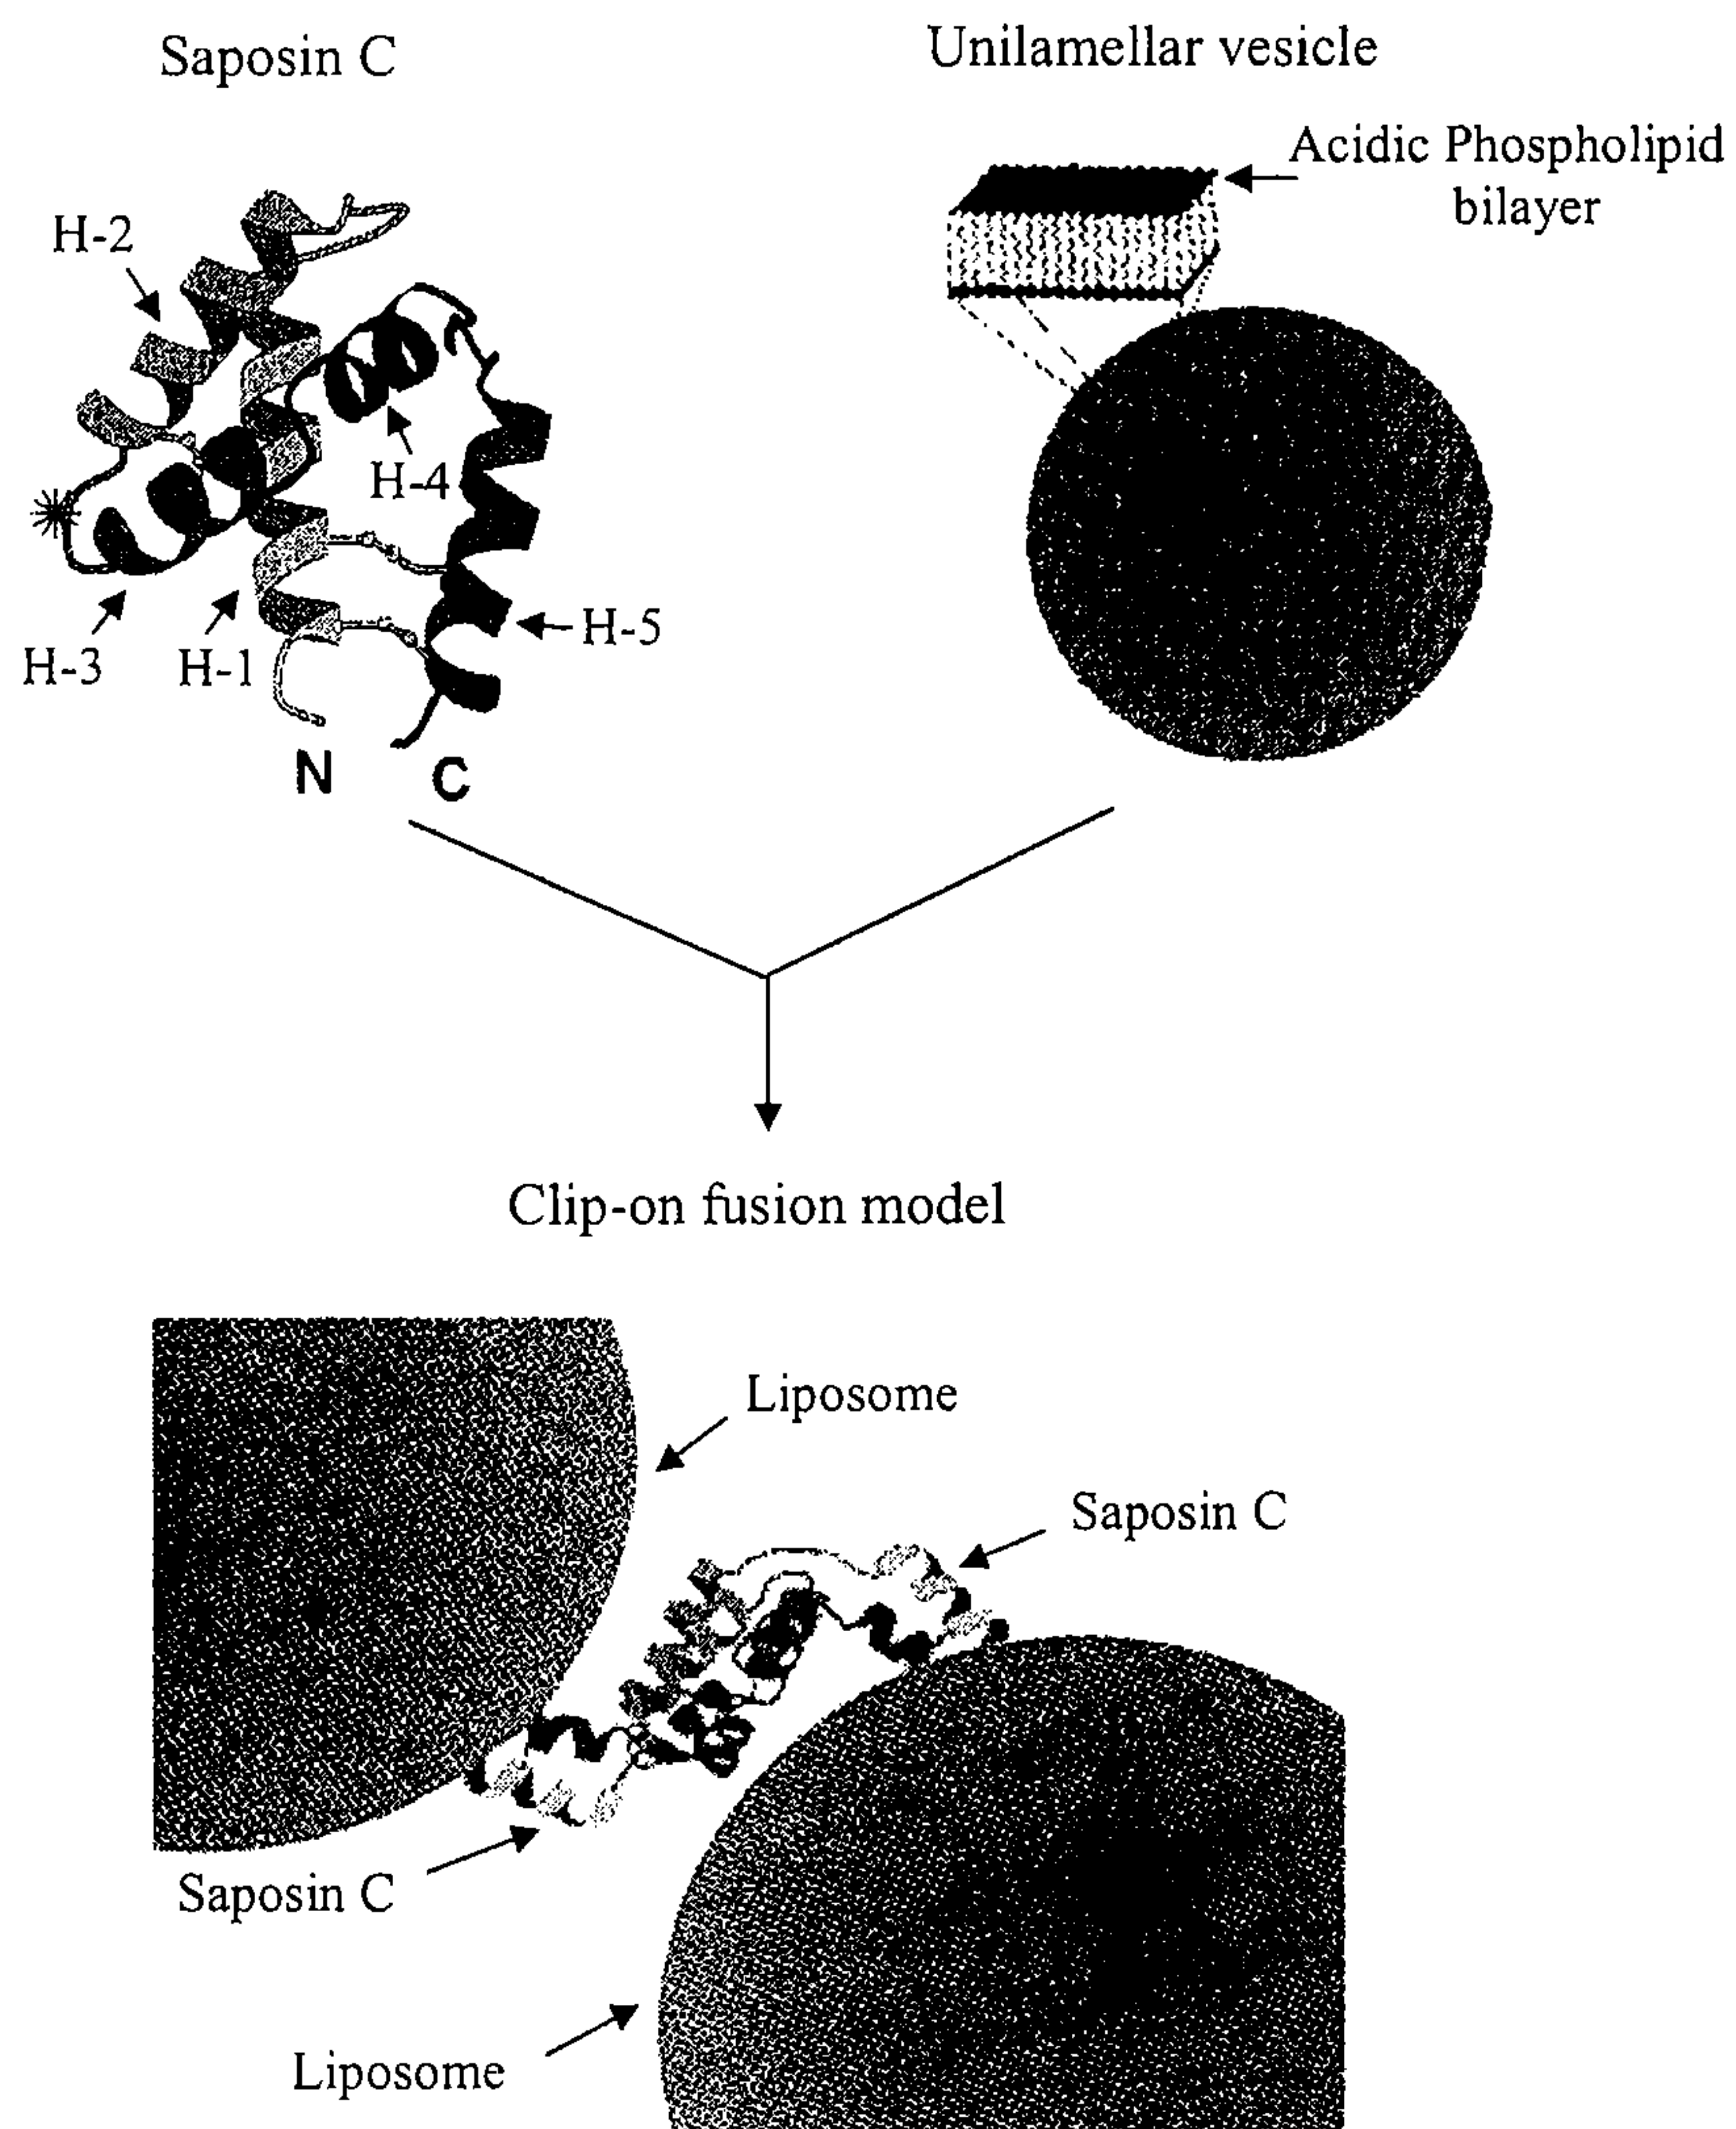 Saposin C
Unilamellar vesicle
Acidic Phospholipid
bilayer
H-2
H-4
H-3
H-1
H-5
N
C
Clip-on fusion model
Liposome
Saposin C
Saposin C
Liposome